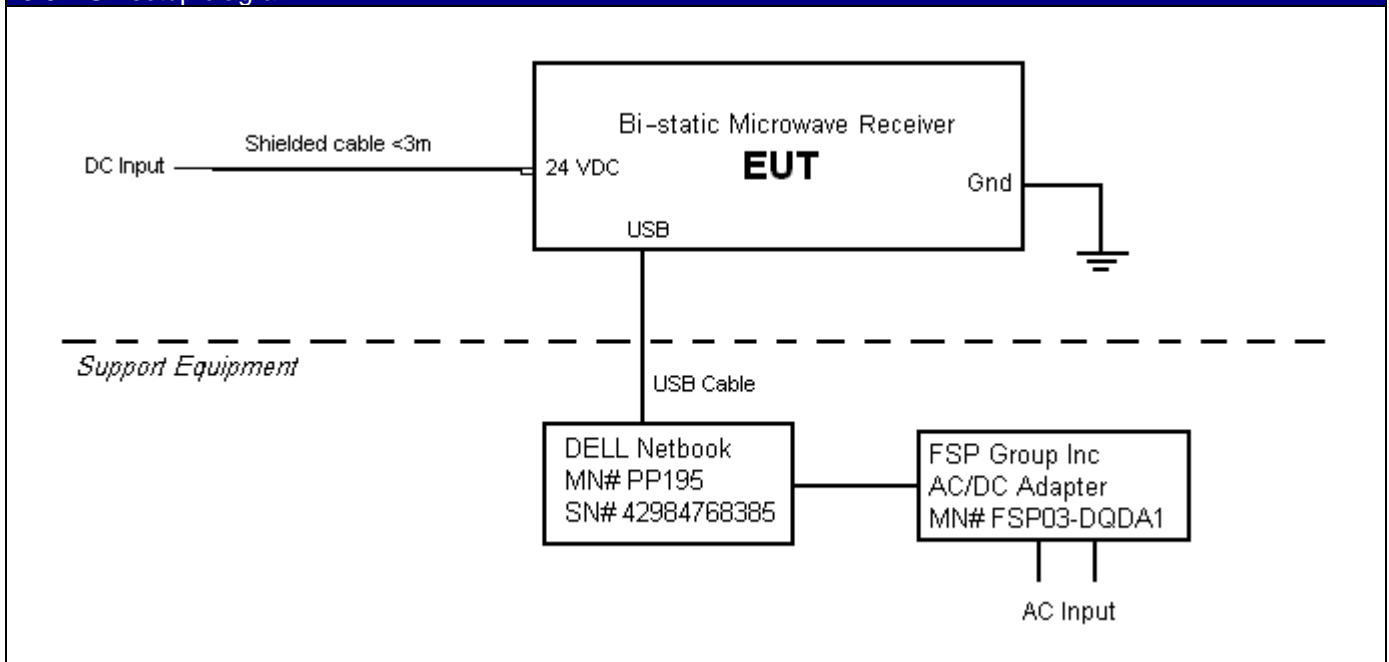 Bi-static Microwave Receiver
EUT
Shielded cable <3m
DC Input
24 VDC
Gnd
USB
Support Equipment
USB Cable
DELL Netbook
MN# PP195
SN# 42984768385
FSP Group Inc
AC/DC Adapter
MN# FSP03-DQDA1
AC Input